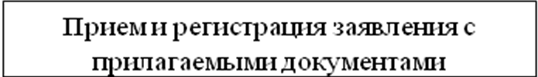 Прием и регистрация заявления с
прилагаемыми документами